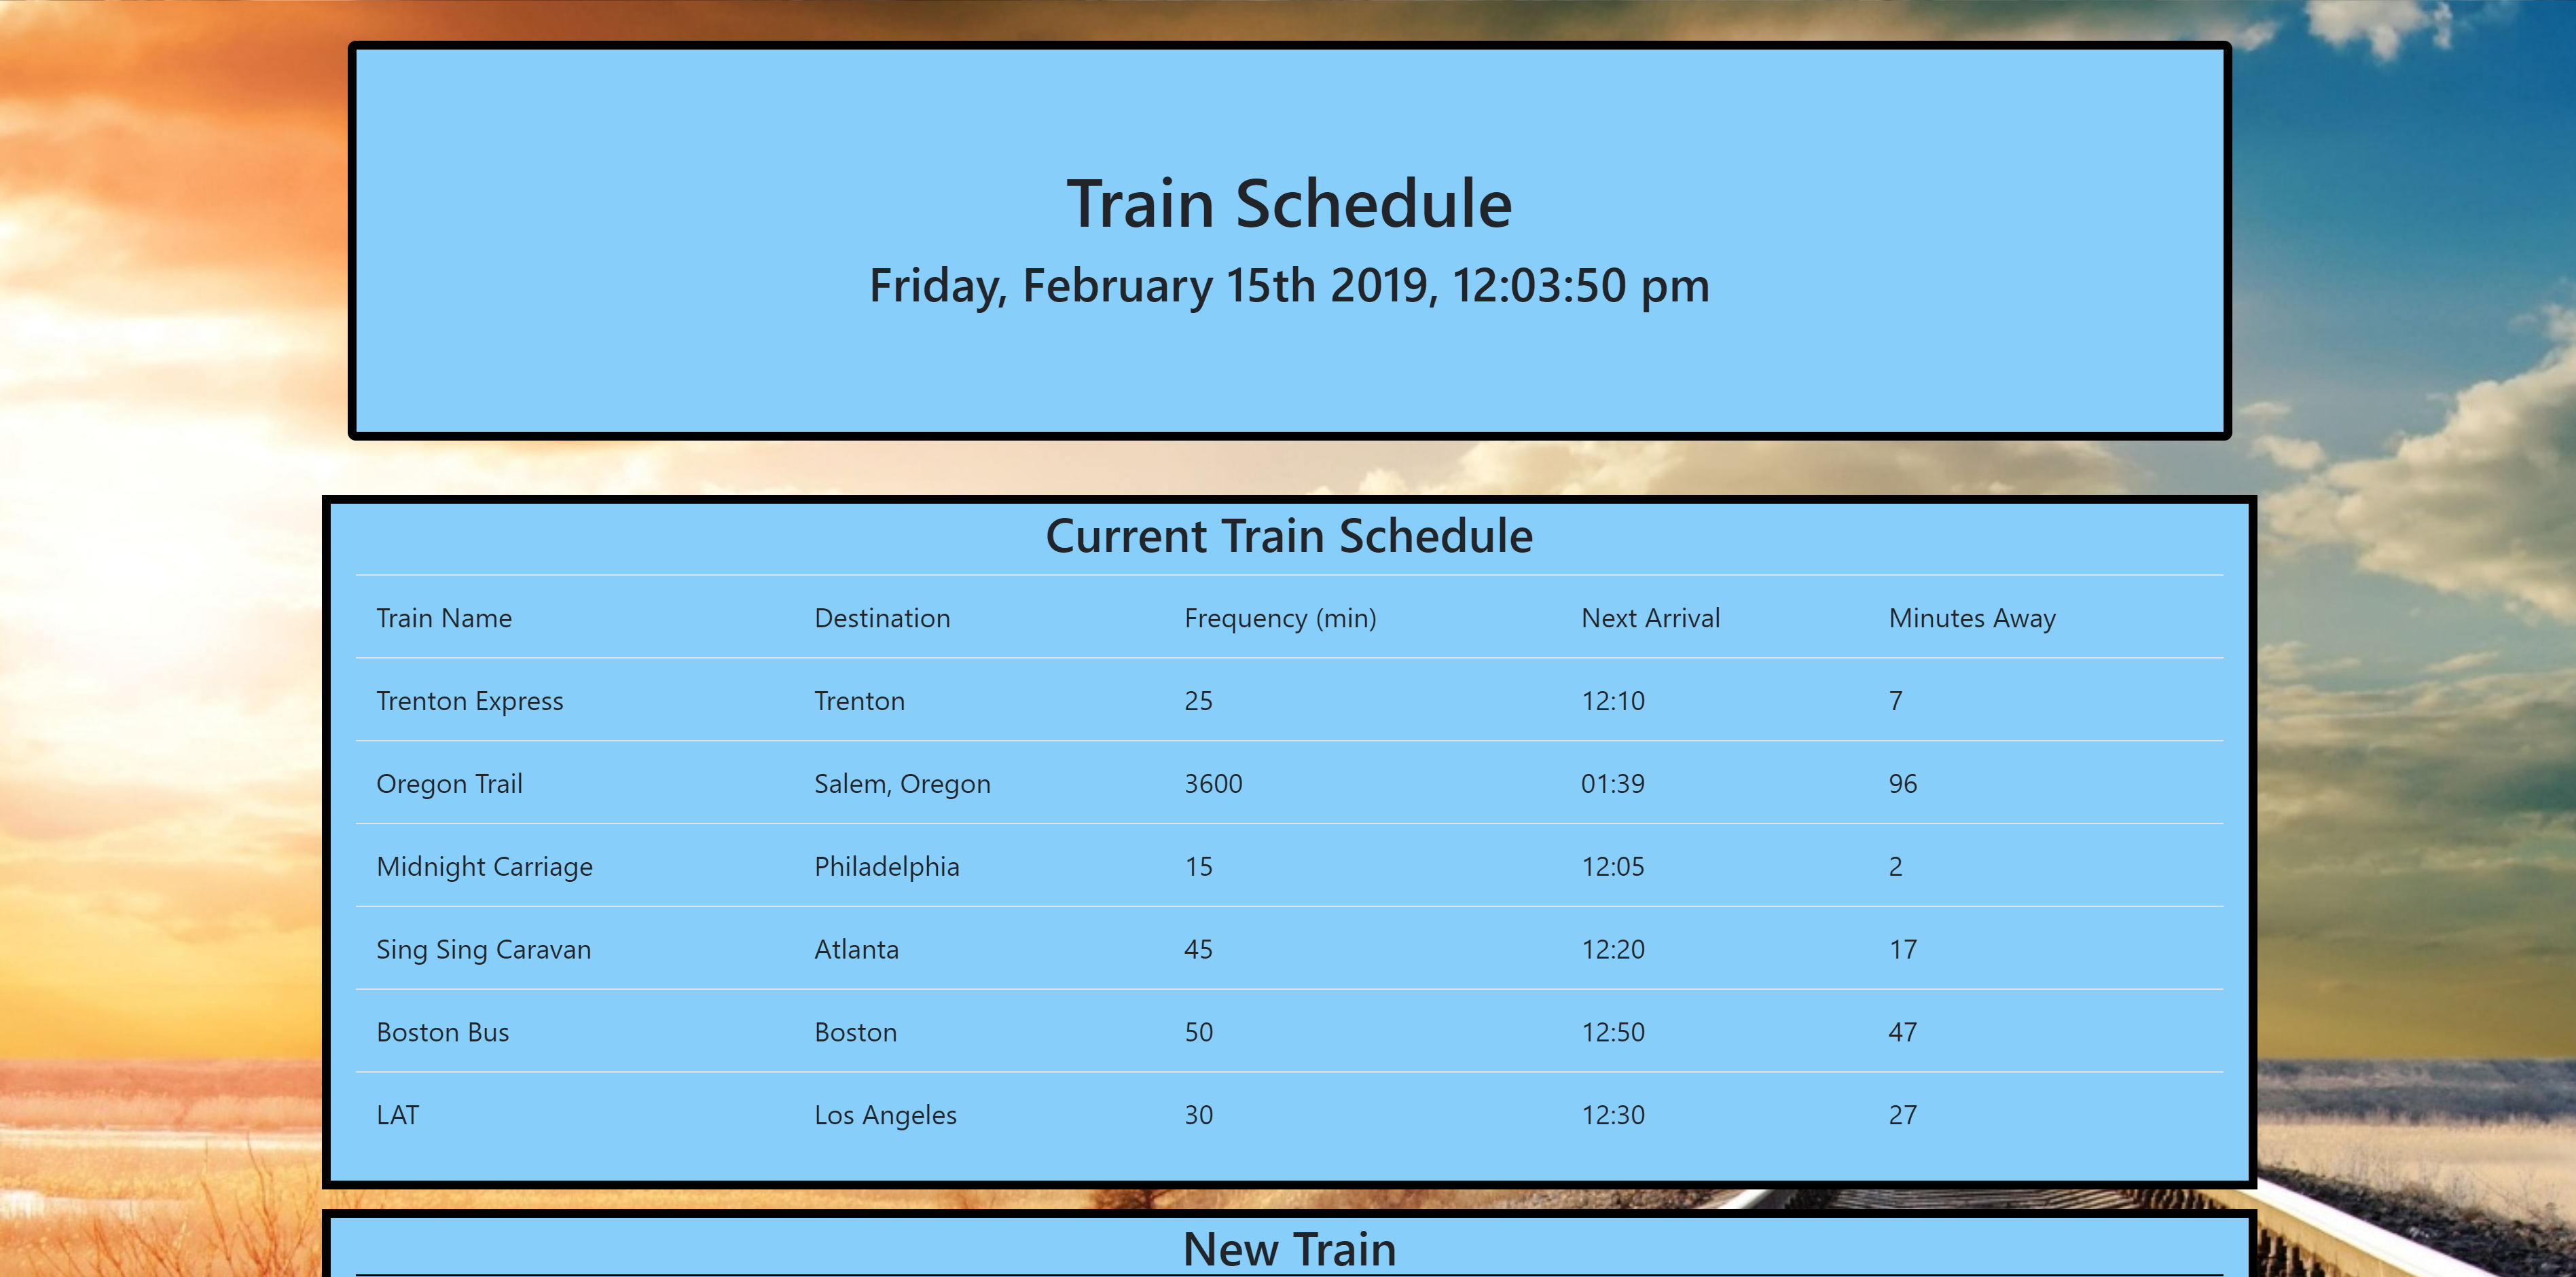 Train Schedule
Friday, February 15th 2019, 12:03:50 pm
Current Train Schedule
Train Name Destination Frequency (min) Next Arrival Minutes Away
Trenton Express Trenton 25 12:10 7
Oregon Trail Salem, Oregon 3600 01:39 96
Midnight Carriage Philadelphia 15 12:05 2
Sing Sing Caravan Atlanta 45 12:20 17
Boston Bus Boston 50 12:50 47
LAT Los Angeles 30 12:30 27
New Train